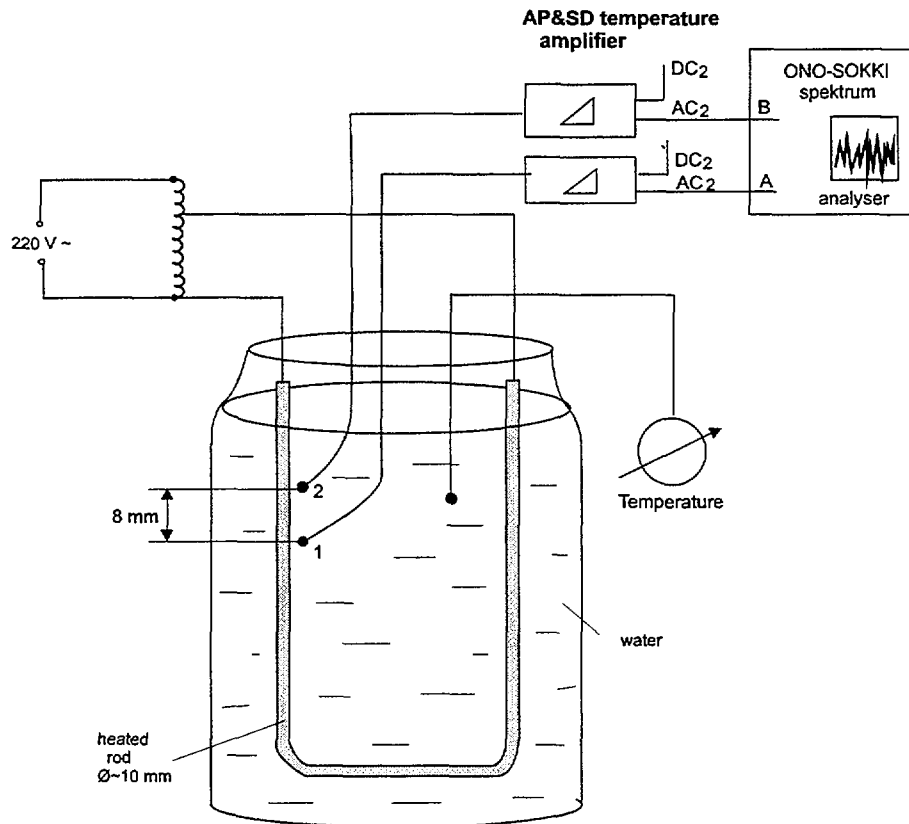 AP&SD temperature
amplifier
DC₂
AC₂
B
DC₂
AC₂
A
ONO-SOKKI
spektrum
analyser
220 V ~
2
8 mm
1
Temperature
water
heated
rod
Ø~10 mm